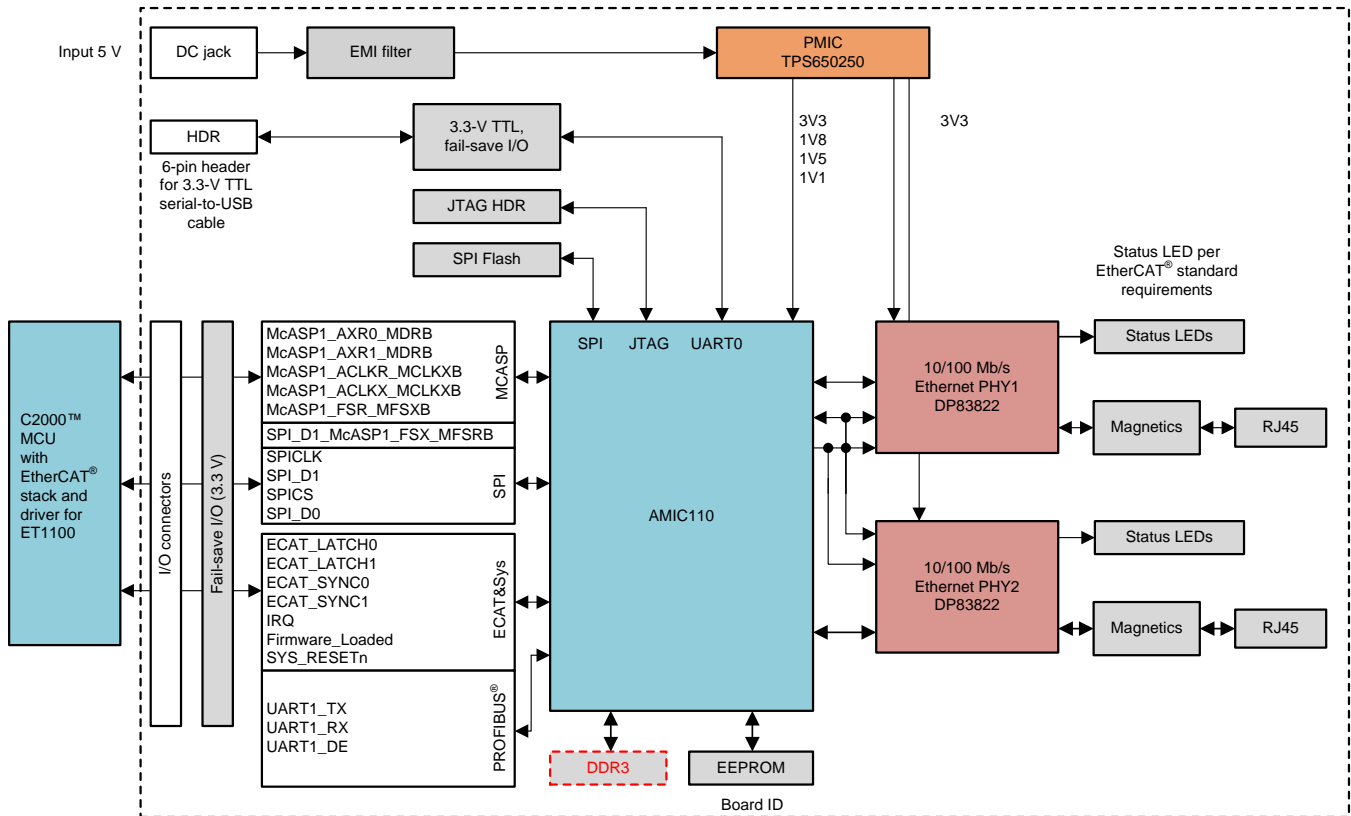 Input 5 V
DC jack
EMI filter
PMIC
TPS650250
HDR
6-pin header
for 3.3-V TTL
serial-to-USB
cable
3.3-V TTL,
fail-save I/O
3V3
1V8
1V5
1V1
3V3
JTAG HDR
SPI Flash
Status LED per
EtherCAT® standard
requirements
C2000™
MCU
with
EtherCAT®
stack and
driver for
ET1100
I/O connectors
Fail-save I/O (3.3 V)
McASP1_AXR0_MDRB
McASP1_AXR1_MDRB
McASP1_ACLKR_MCLKXB
McASP1_ACLKX_MCLKXB
McASP1_FSR_MFSXB
MCASP
SPI_D1_McASP1_FSX_MFSRB
SPICLK
SPI_D1
SPICS
SPI_D0
SPI
ECAT_LATCH0
ECAT_LATCH1
ECAT_SYNC0
ECAT_SYNC1
IRQ
Firmware_Loaded
SYS_RESETn
ECAT&Sys
UART1_TX
UART1_RX
UART1_DE
PROFIBUS®
SPI JTAG UART0
AMIC110
10/100 Mb/s
Ethernet PHY1
DP83822
Status LEDs
Magnetics
RJ45
10/100 Mb/s
Ethernet PHY2
DP83822
Status LEDs
Magnetics
RJ45
DDR3
EEPROM
Board ID